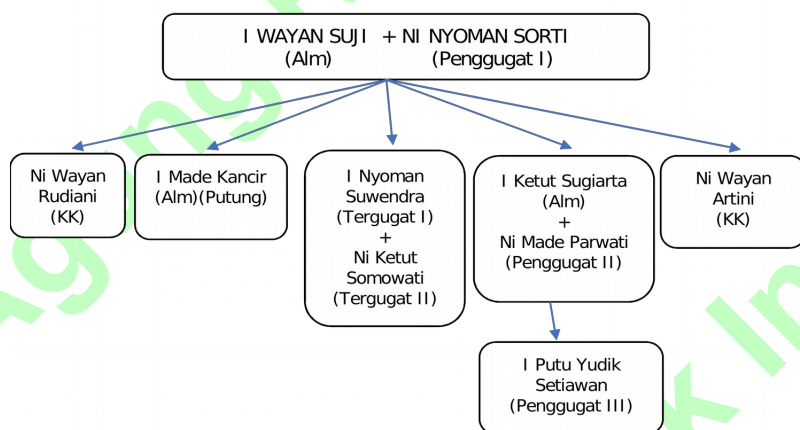 I WAYAN SUJI + NI NYOMAN SORTI
(Alm) (Penggugat I)
Ni Wayan
Rudiani
(KK)
I Made Kancir
(Alm)(Putung)
I Nyoman
Suwendra
(Tergugat I)
+
Ni Ketut
Somowati
(Tergugat II)
I Ketut Sugiarta
(Alm)
+
Ni Made Parwati
(Penggugat II)
Ni Wayan
Artini
(KK)
I Putu Yudik
Setiawan
(Penggugat III)
Agung
k In